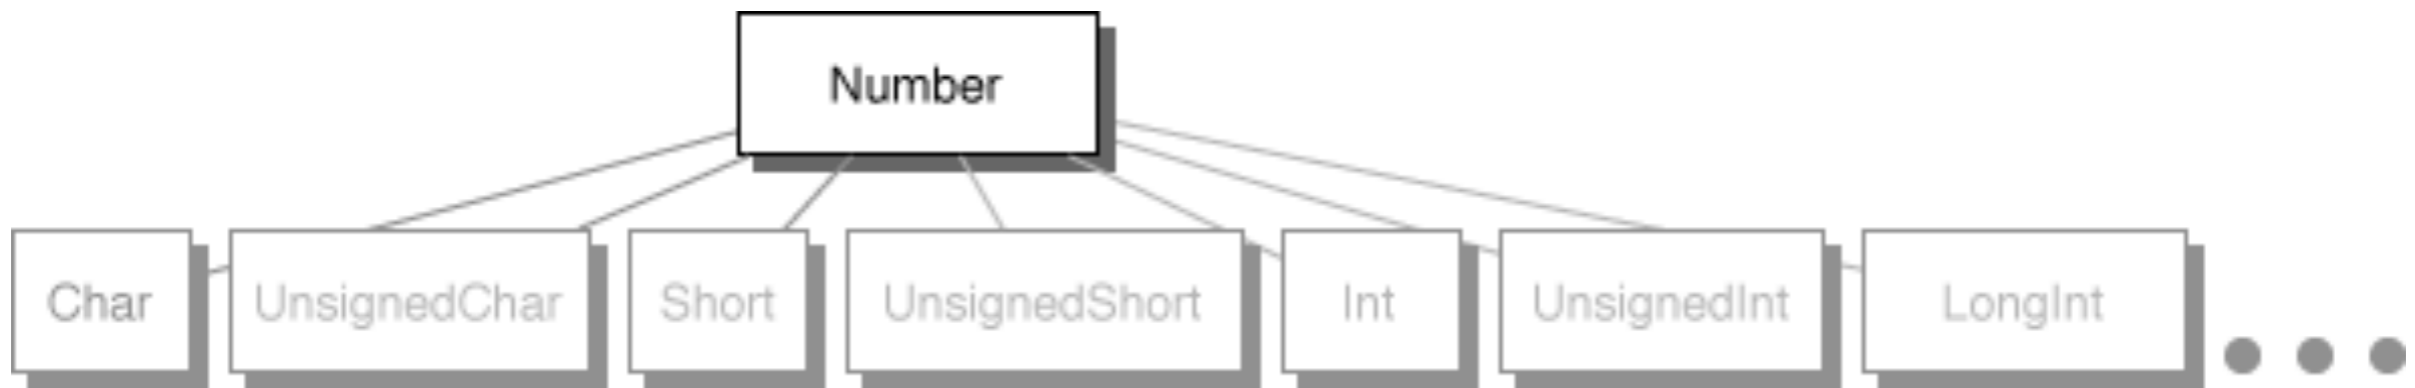 Number
Char
UnsignedChar
Short
UnsignedShort
Int
UnsignedInt
LongInt